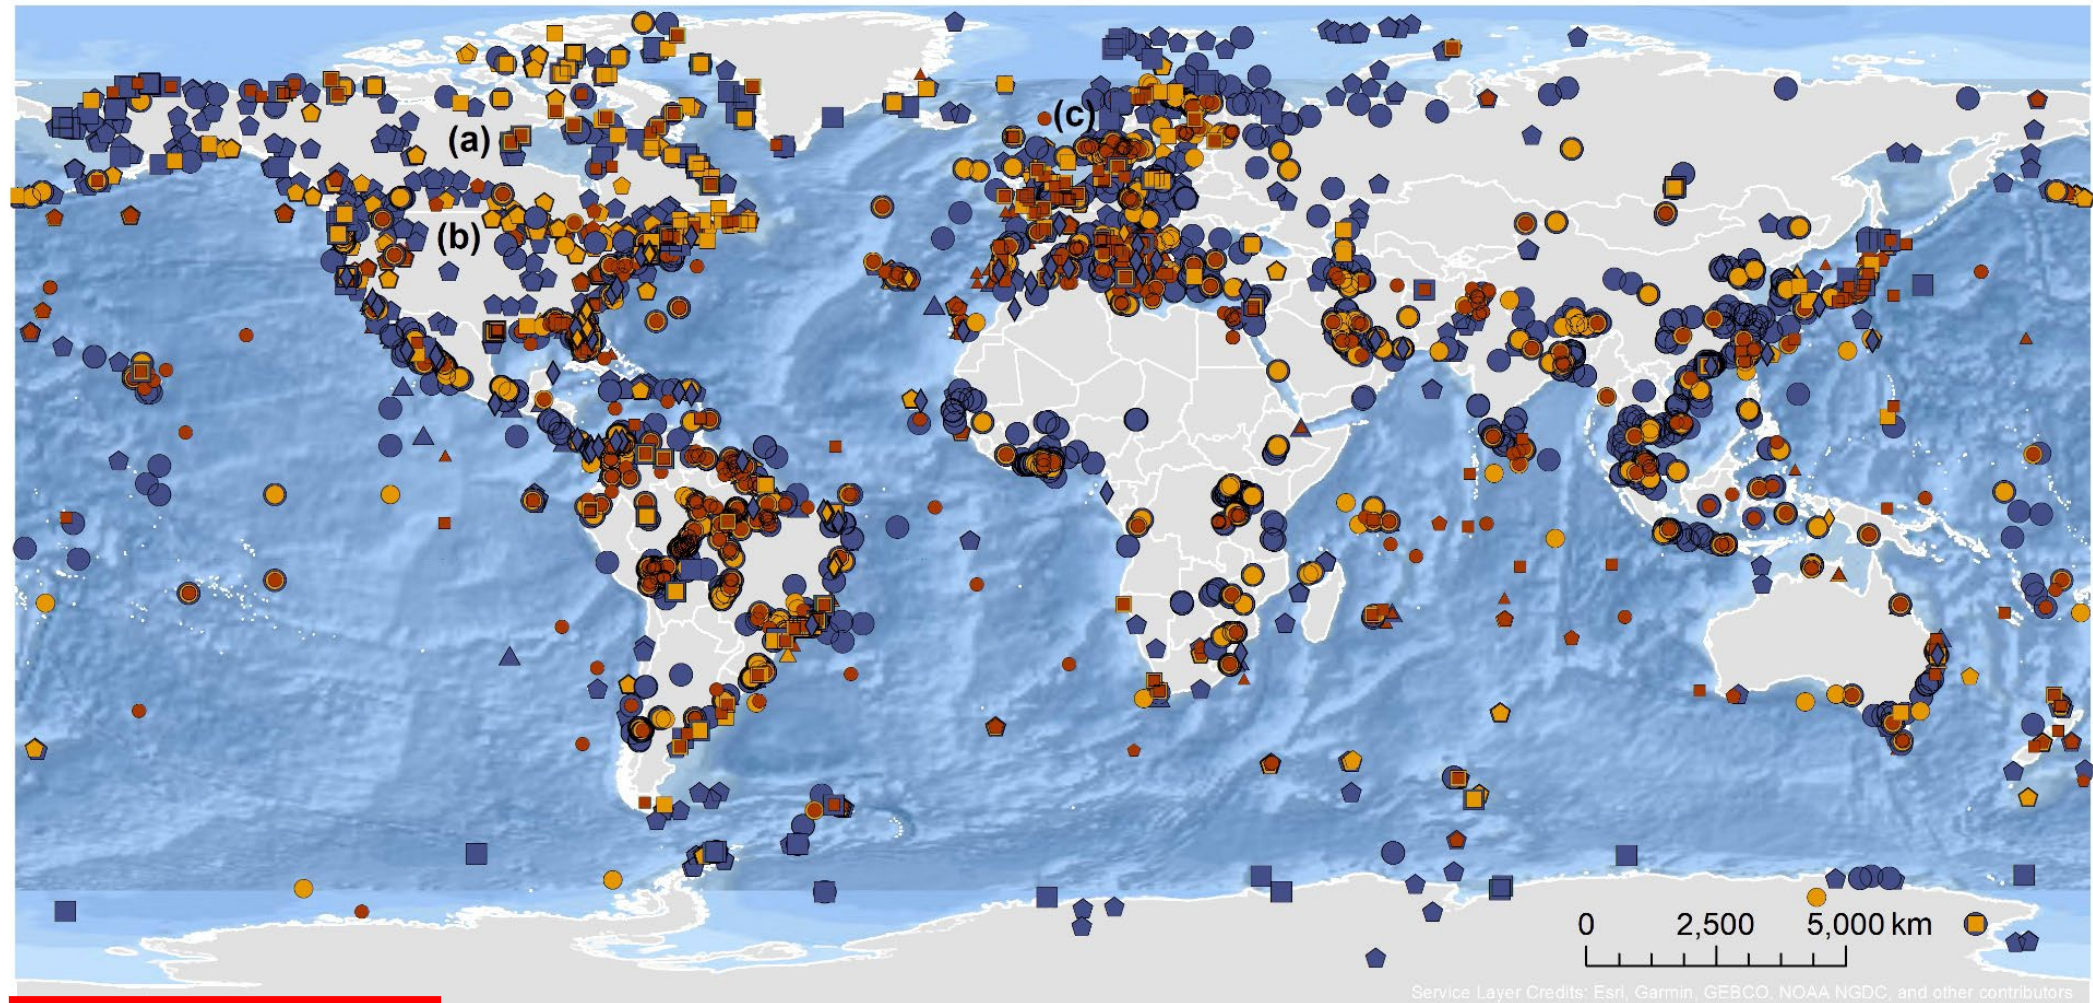 (a)
(b)
(c)
0 2,500 5,000 km
Service Layer Credits: Esri, Garmin, GEBCO, NOAA NGDC, and other contributors